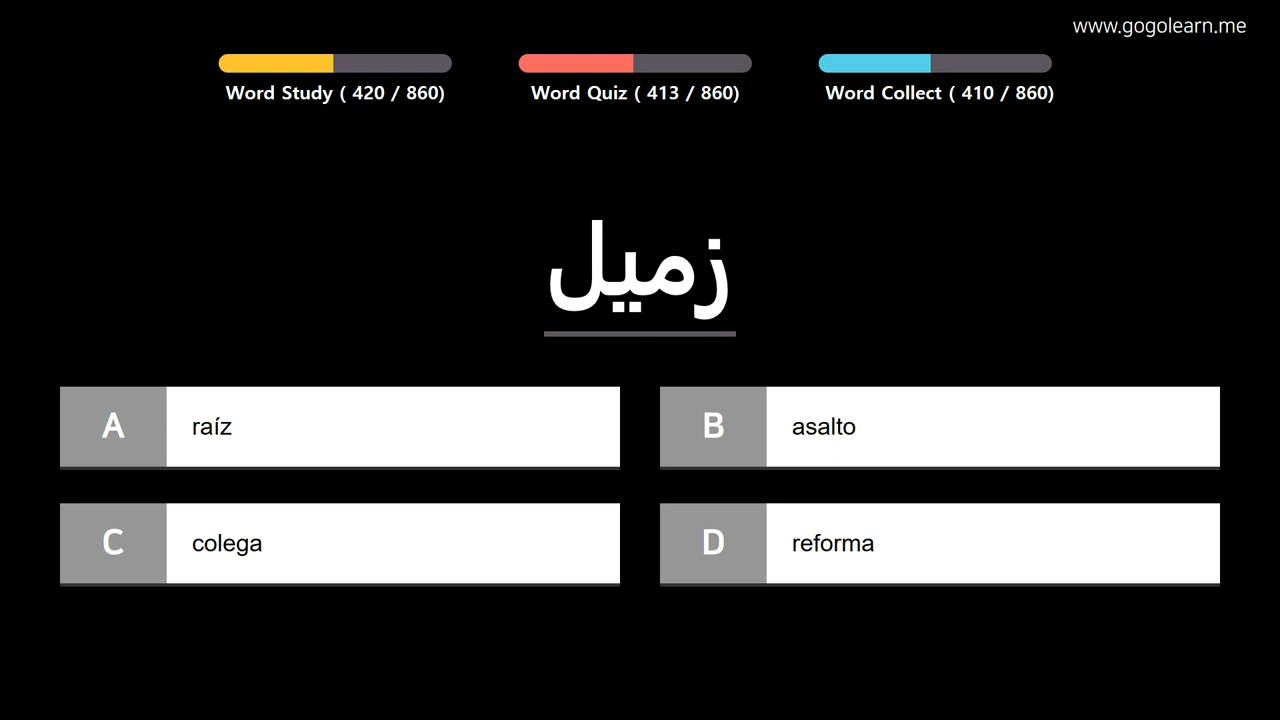 www.gogolearn.me
Word Study ( 420 / 860)
Word Quiz ( 413 / 860)
Word Collect ( 410 / 860)
زميل
A raíz
B asalto
C colega
D reforma